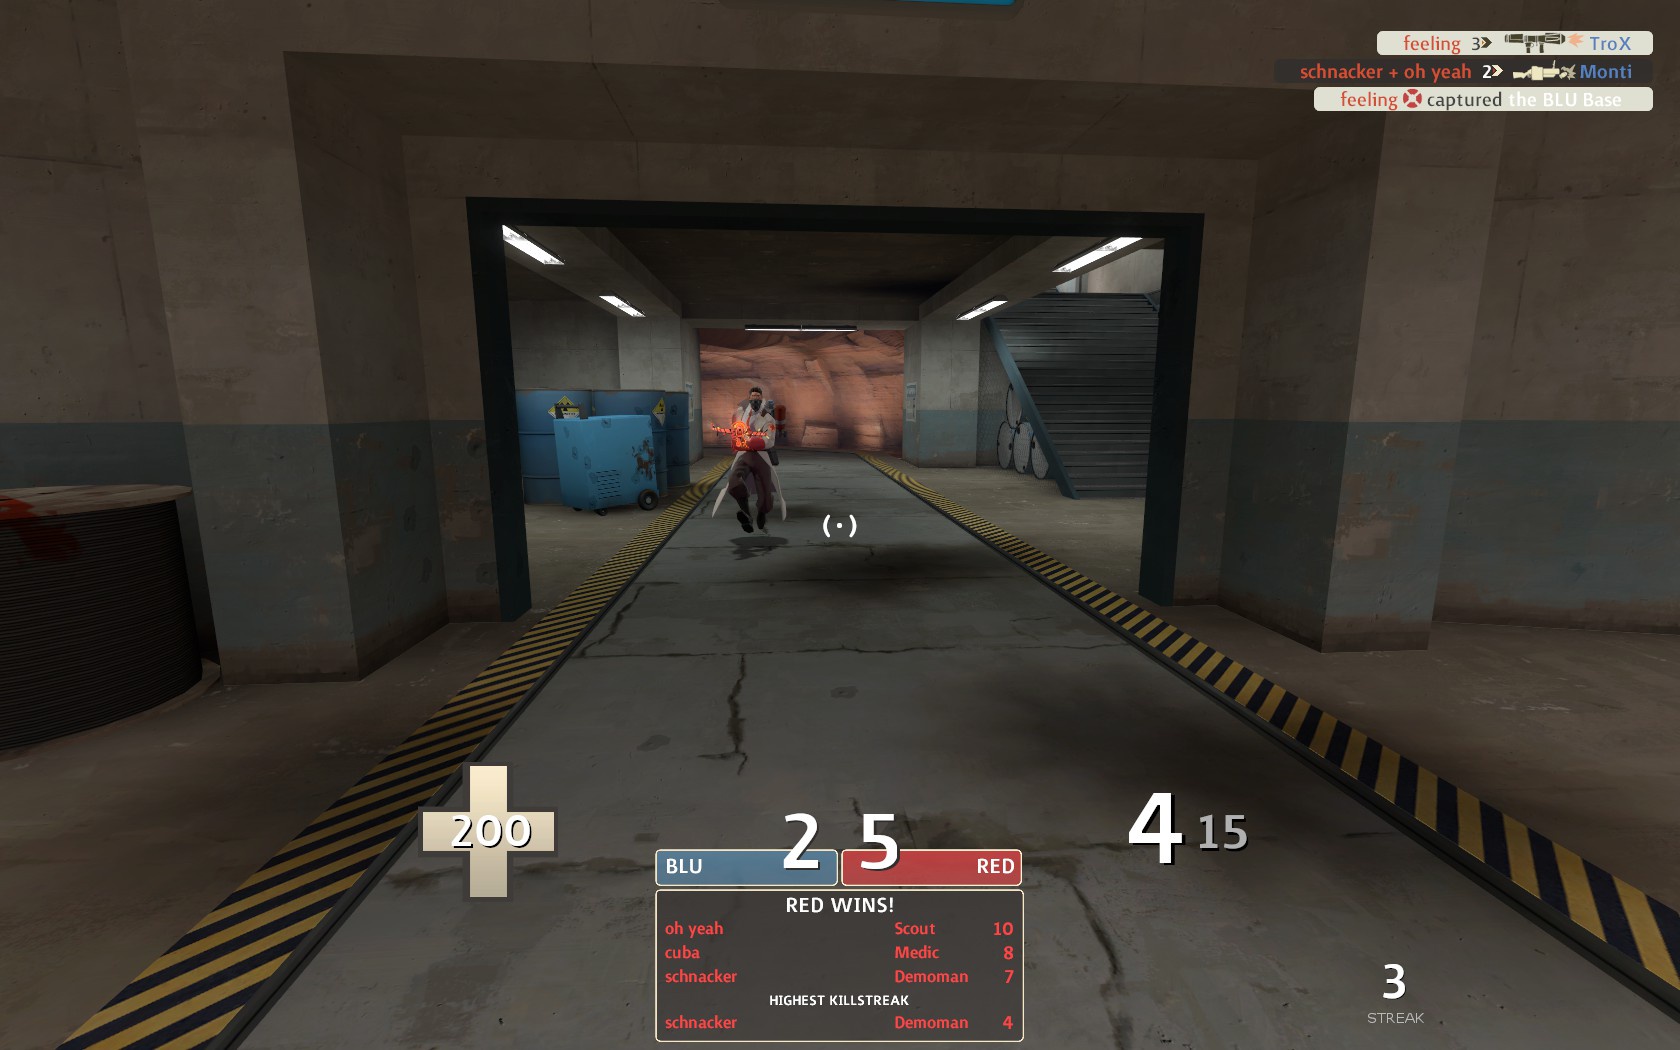 feeling 3 TroX
schnacker + oh yeah 2 Monti
feeling captured the BLU Base
200
4 15
2 5
BLU RED
RED WINS!
oh yeah Scout 10
cuba Medic 8
schnacker Demoman 7
HIGHEST KILLSTREAK
schnacker Demoman 4
3
STREAK